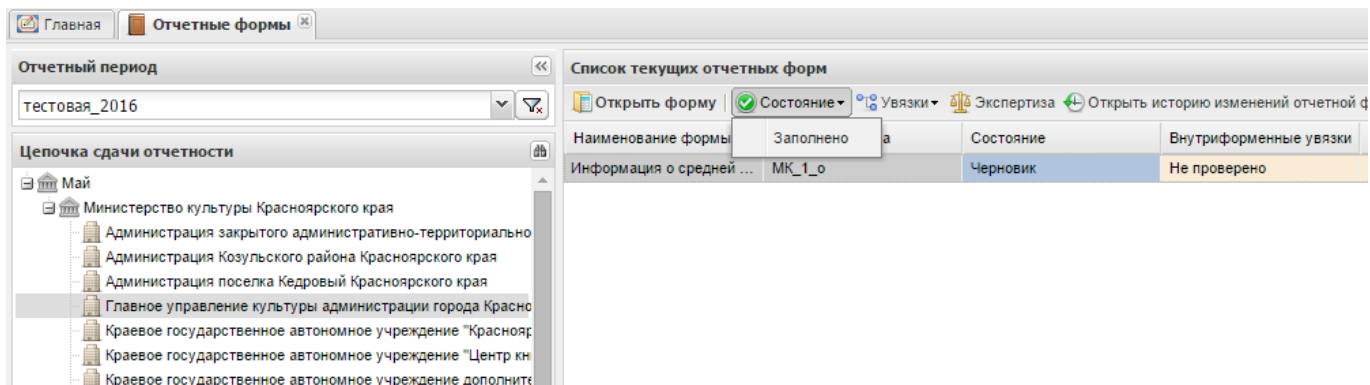 Главная
Отчетные формы
Отчетный период
тестовая_2016
Цепочка сдачи отчетности
Май
Министерство культуры Красноярского края
Администрация закрытого административно-территориально
Администрация Козульского района Красноярского края
Администрация поселка Кедровый Красноярского края
Главное управление культуры администрации города Красно
Краевое государственное автономное учреждение "Краснояр
Краевое государственное автономное учреждение "Центр кн
Краевое государственное автономное учреждение дополните
Список текущих отчетных форм
Открыть форму Состояние Увязки Экспертиза Открыть историю изменений отчетной ф
Наименование формы а Состояние Внутриформенные увязки
Заполнено
Информация о средней ... МК_1_о Черновик Не проверено